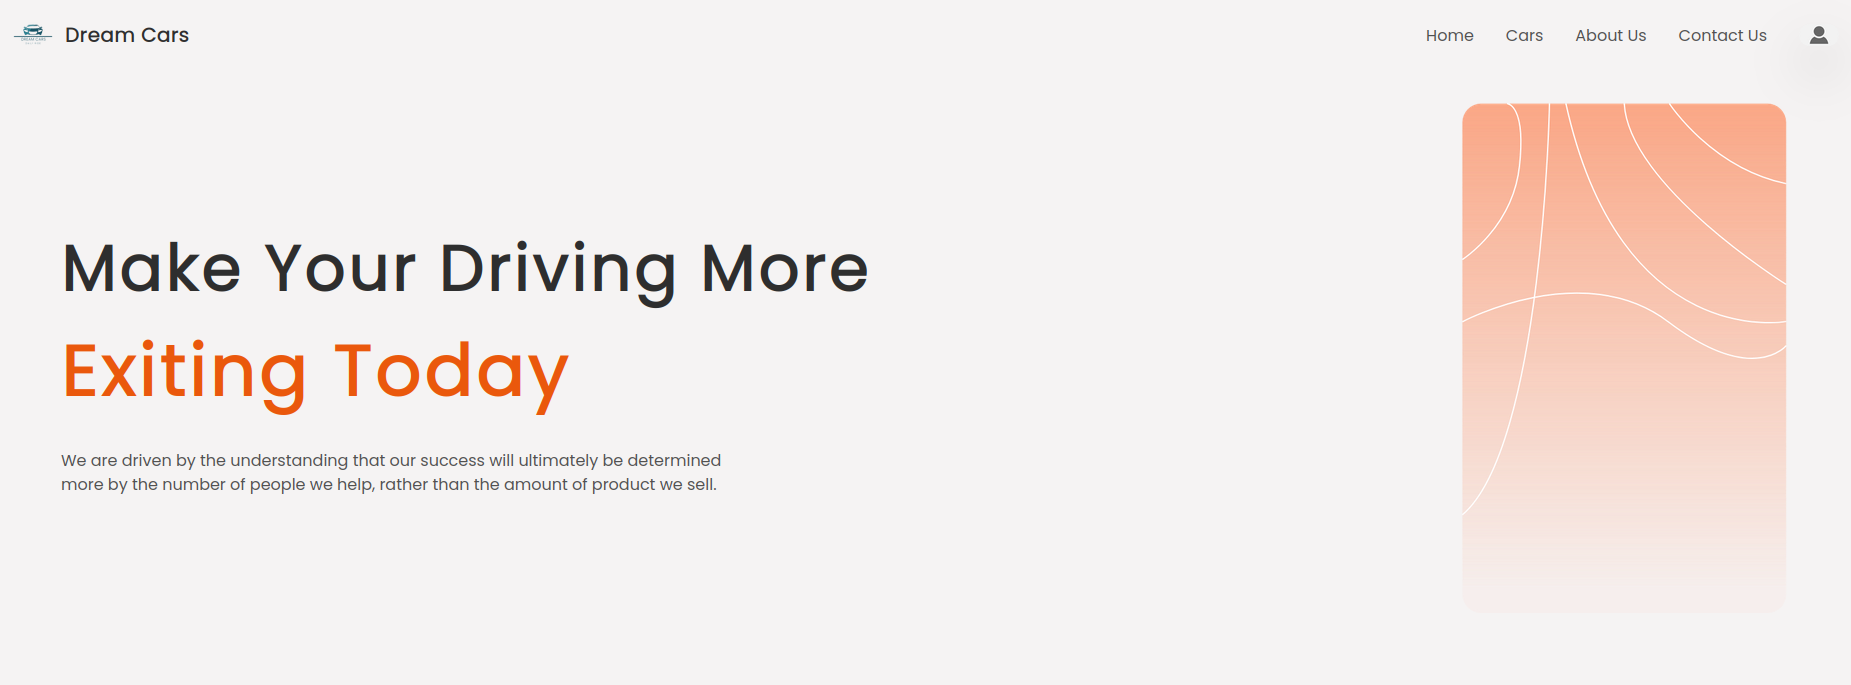 Dream Cars
Home
Cars
About Us
Contact Us
Make Your Driving More
Exiting Today
We are driven by the understanding that our success will ultimately be determined
more by the number of people we help, rather than the amount of product we sell.